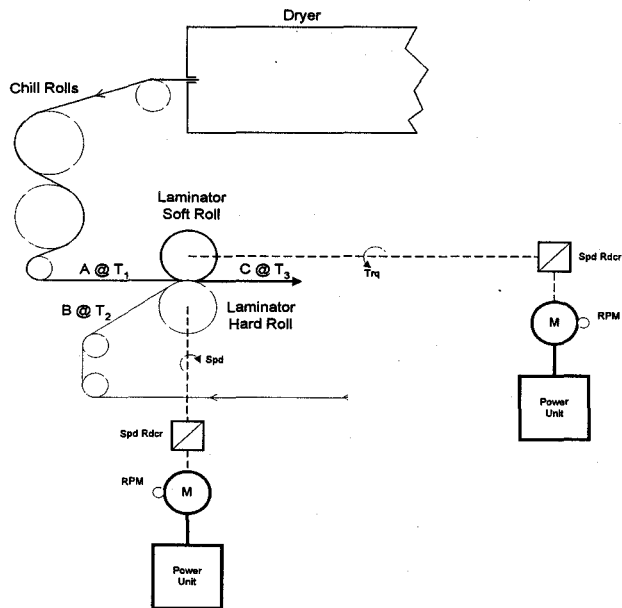 Dryer
Chill Rolls
Laminator
Soft Roll
A @ T1
C @ T3
Trq
Spd Rdcr
B @ T2
Laminator
Hard Roll
RPM
M
Spd
Power
Unit
Spd Rdcr
RPM
M
Power
Unit